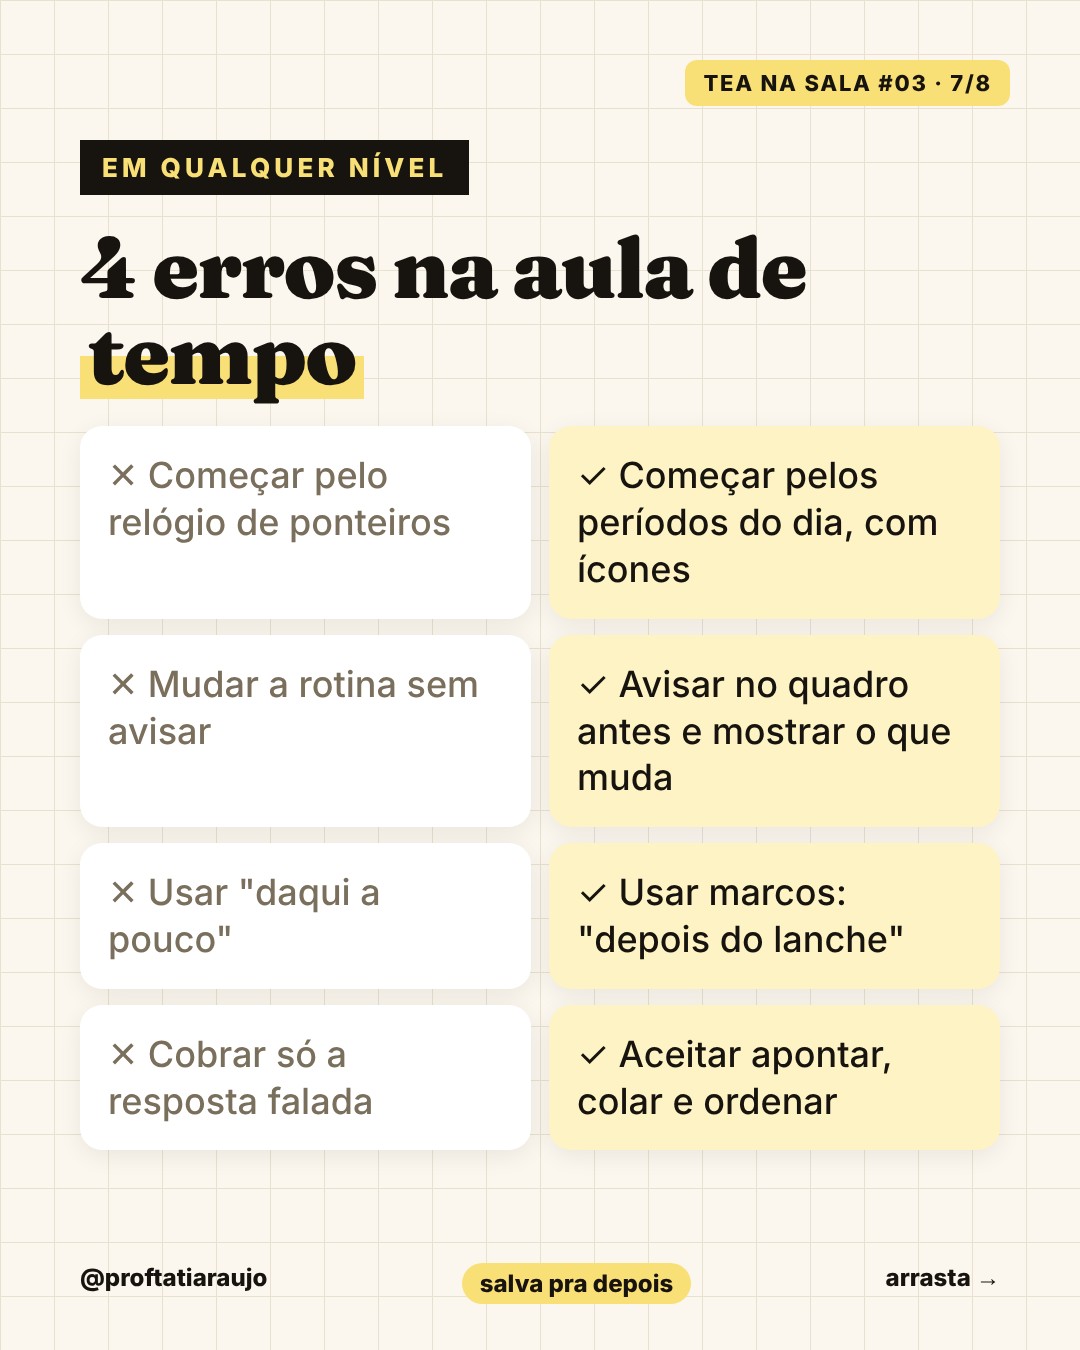 TEA NA SALA #03 · 7/8
EM QUALQUER NÍVEL
4 erros na aula de
tempo
✕ Começar pelo
relógio de ponteiros
✓ Começar pelos
períodos do dia, com
ícones
✕ Mudar a rotina sem
avisar
✓ Avisar no quadro
antes e mostrar o que
muda
✕ Usar "daqui a
pouco"
✓ Usar marcos:
"depois do lanche"
✕ Cobrar só a
resposta falada
✓ Aceitar apontar,
colar e ordenar
@proftatiaraujo
salva pra depois
arrasta →